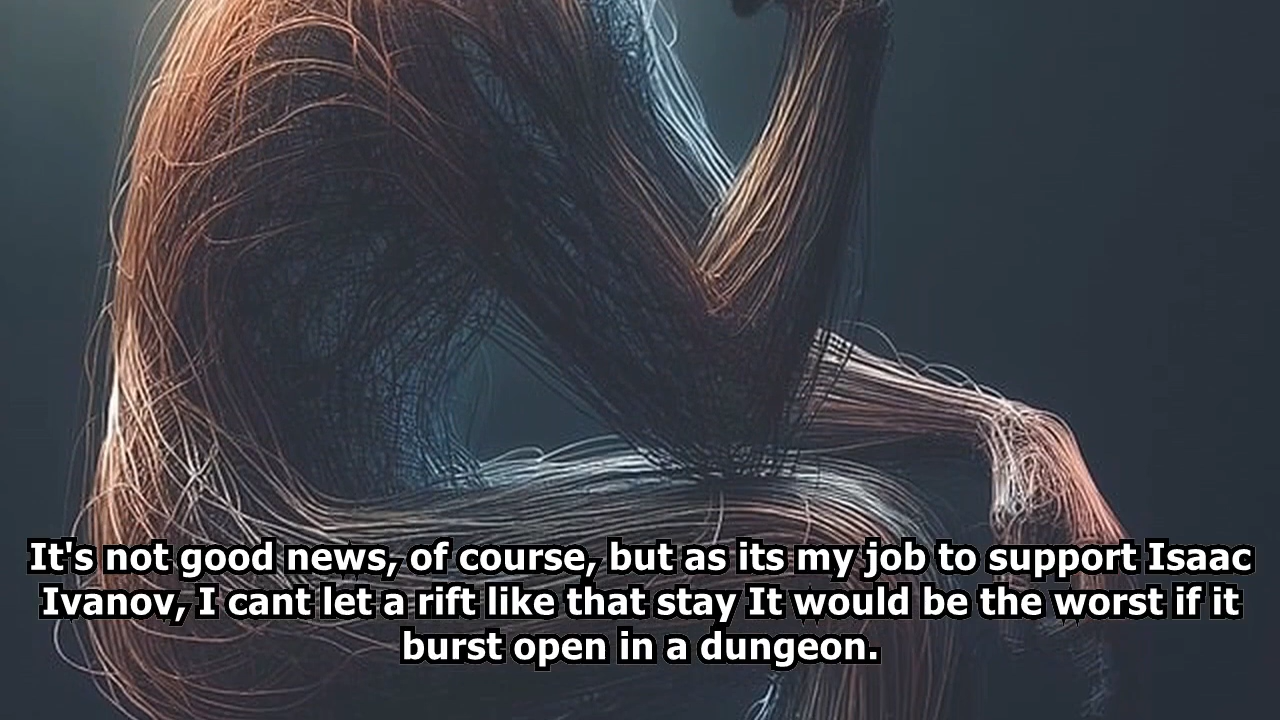 It's not good news, of course, but as its my job to support Isaac
Ivanov, I cant let a rift like that stay It would be the worst if it
burst open in a dungeon.